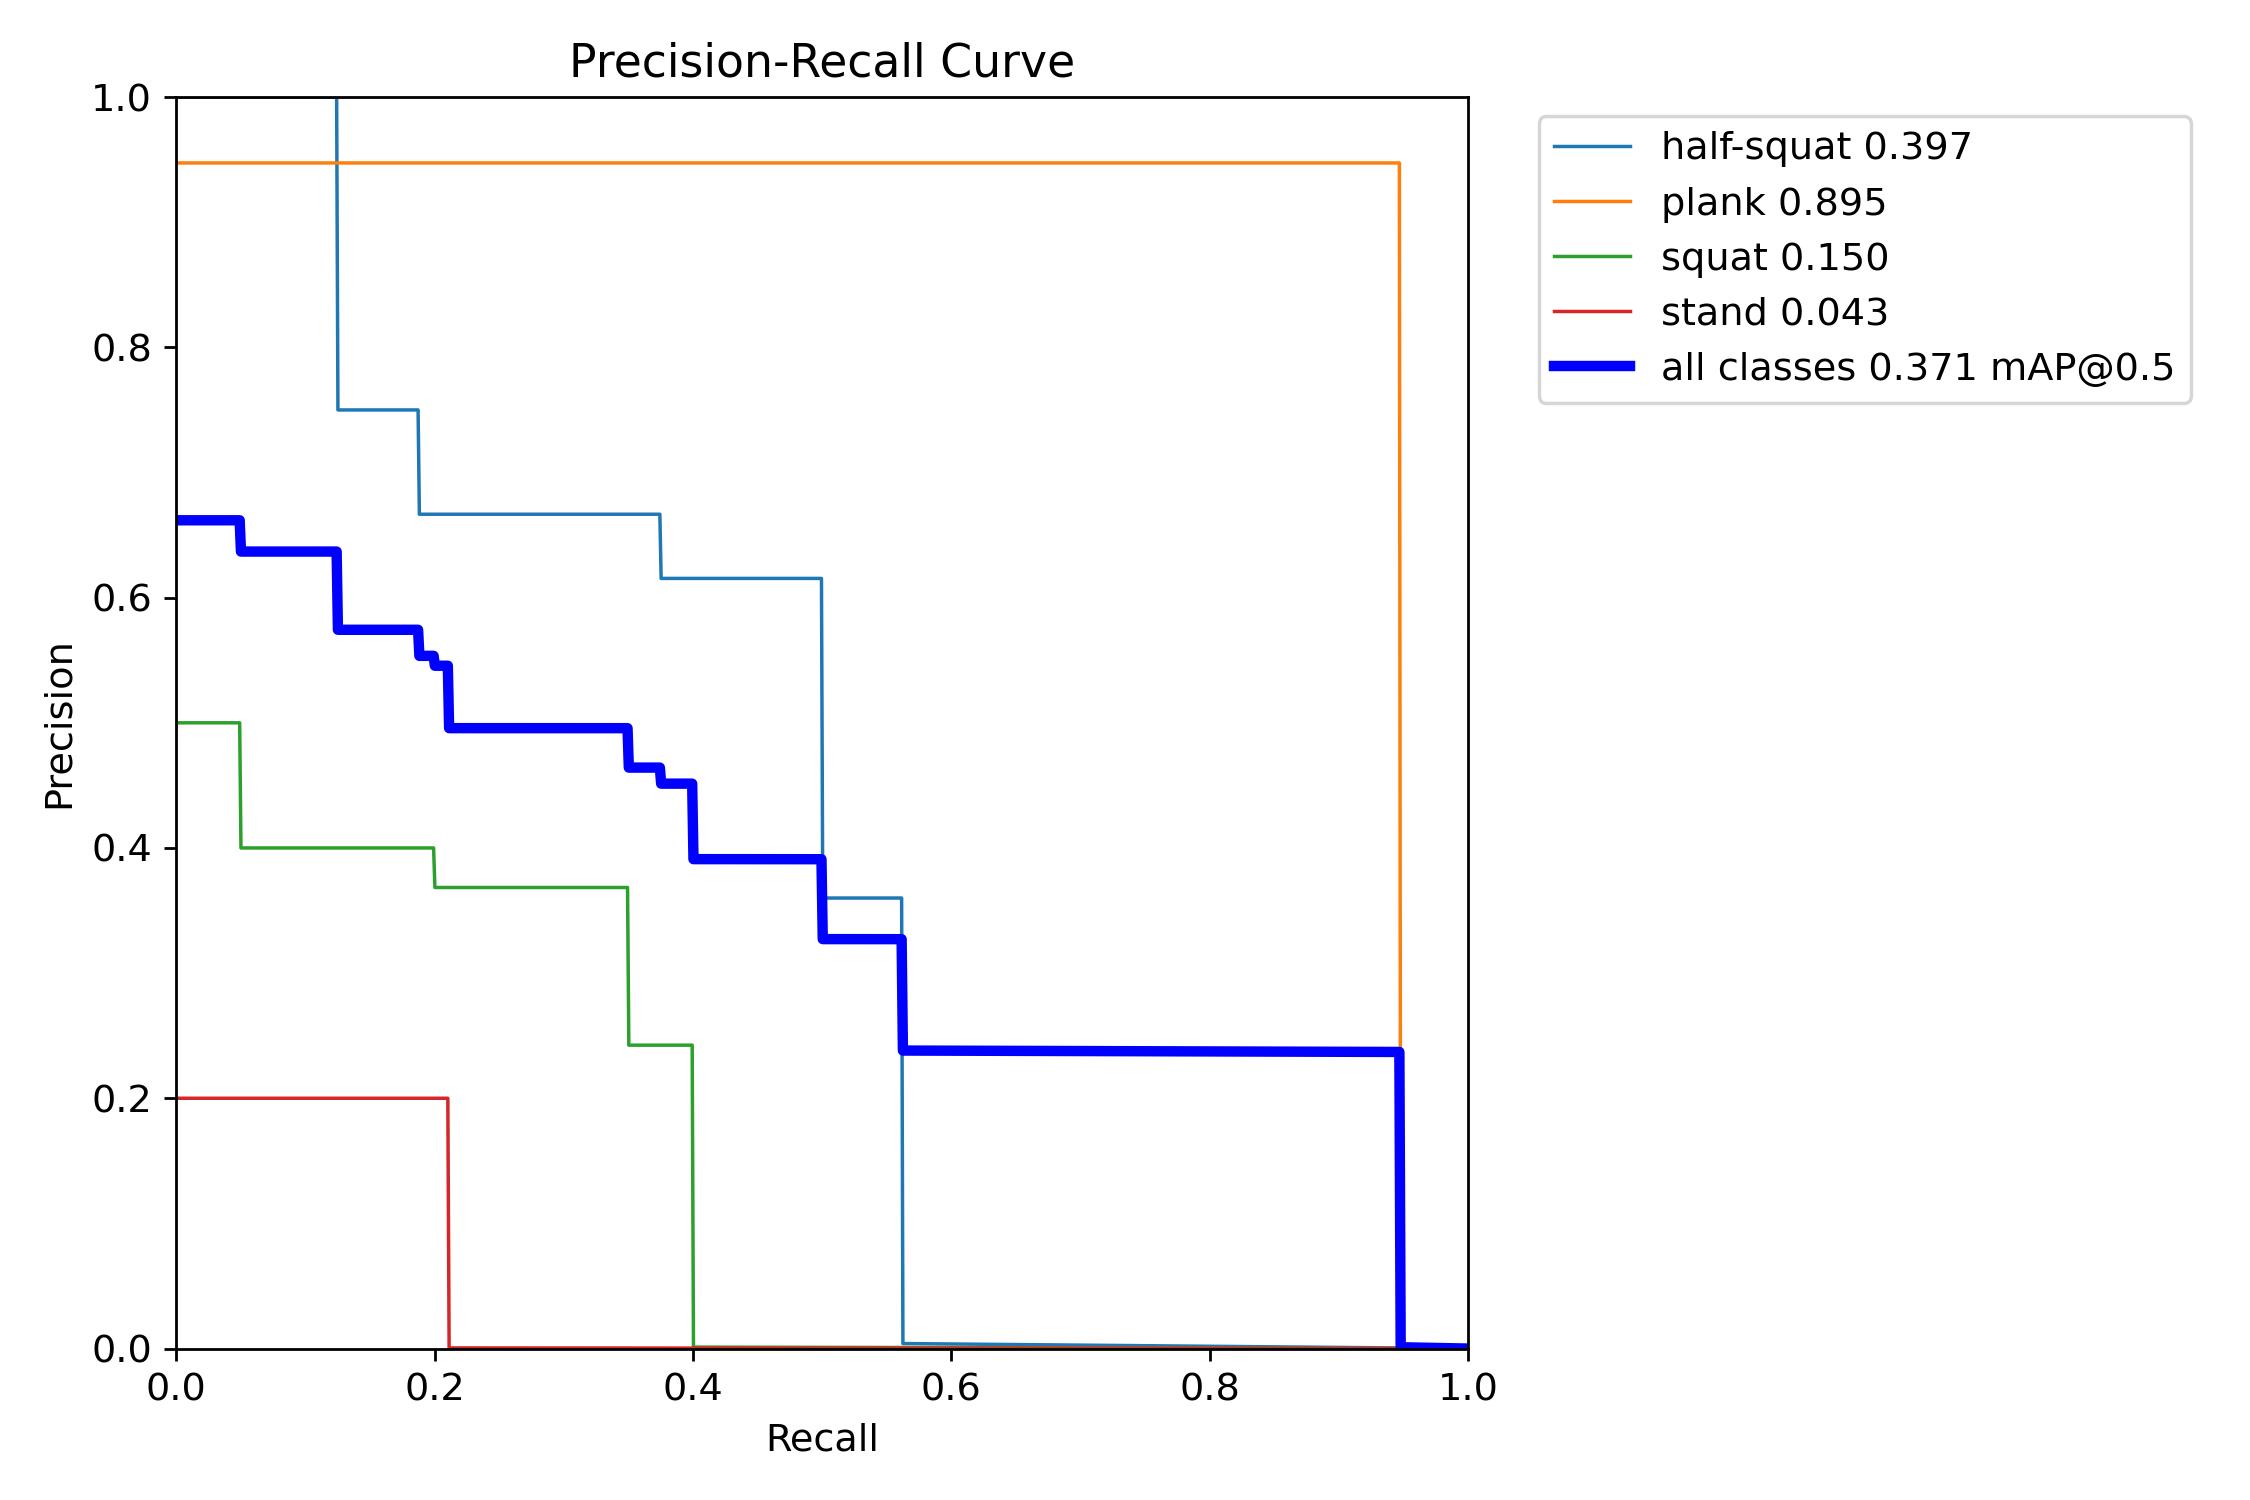 Precision-Recall Curve
1.0
0.8
0.6
0.4
0.2
0.0
Precision
0.0 0.2 0.4 0.6 0.8 1.0
Recall
half-squat 0.397
plank 0.895
squat 0.150
stand 0.043
all classes 0.371 mAP@0.5